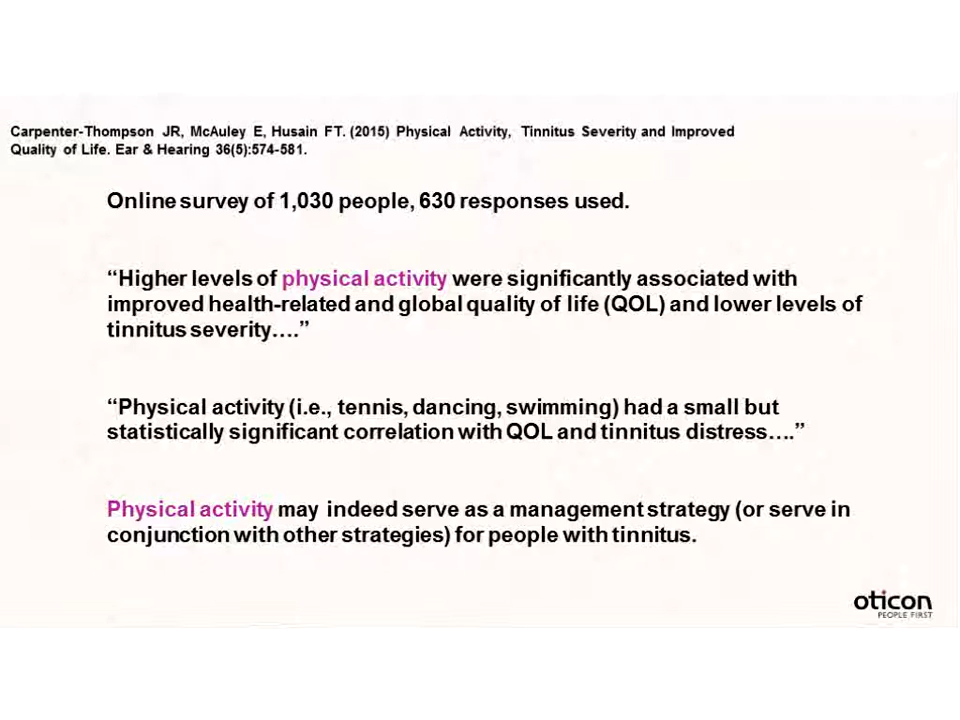 Carpenter-Thompson JR, McAuley E, Husain FT. (2015) Physical Activity, Tinnitus Severity and Improved
Quality of Life. Ear & Hearing 36(5):574-581.
Online survey of 1,030 people, 630 responses used.
“Higher levels of physical activity were significantly associated with
improved health-related and global quality of life (QOL) and lower levels of
tinnitus severity….”
“Physical activity (i.e., tennis, dancing, swimming) had a small but
statistically significant correlation with QOL and tinnitus distress….”
Physical activity may indeed serve as a management strategy (or serve in
conjunction with other strategies) for people with tinnitus.
oticon
PEOPLE FIRST